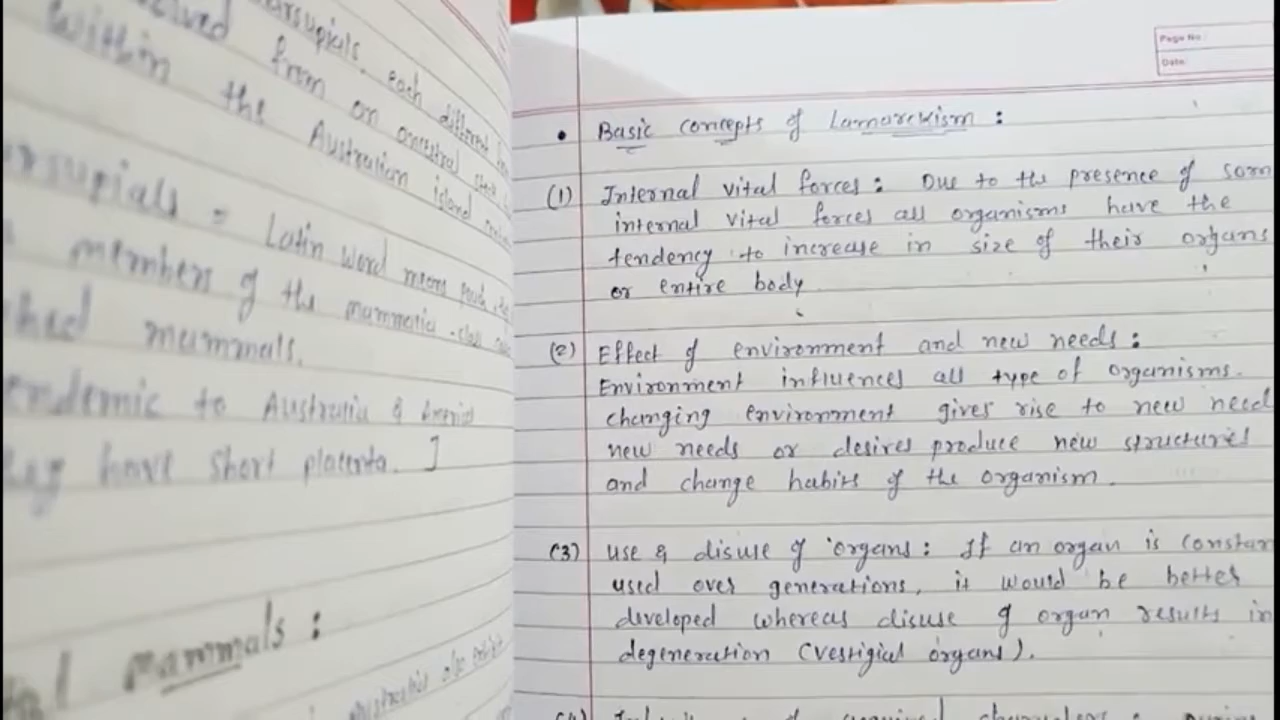 marsupials, each different
from an ancestral
Within the Australian island
= Latin word means
members of the
mammals.
endemic to Australia &
have short placenta. ]
mammals :
Page No.:
Date:
• Basic concepts of Lamarckism :
(1) Internal vital forces : Due to the presence of som
internal vital forces all organisms have the
tendency to increase in size of their organs
or entire body
(2) Effect of environment and new needs :
Environment influences all type of organisms.
changing environment gives rise to new need
new needs or desires produce new structures
and change habits of the organism.
(3) use & disuse of organs : If an organ is constan
used over generations, it would be better
developed whereas disuse of organ results in
degeneration (vestigial organs).
(4)